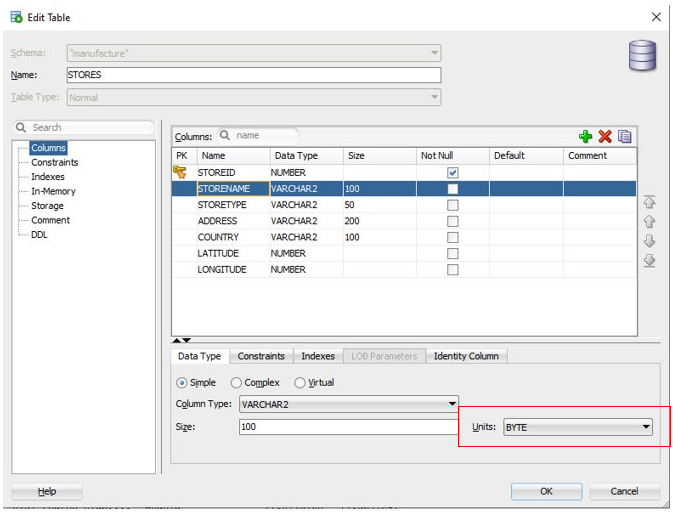 Edit Table
Schema: "manufacture"
Name: STORES
Table Type: Normal
Search
Columns
Constraints
Indexes
In-Memory
Storage
Comment
DDL
Columns: name
PK Name Data Type Size Not Null Default Comment
STOREID NUMBER
STORENAME VARCHAR2 100
STORETYPE VARCHAR2 50
ADDRESS VARCHAR2 200
COUNTRY VARCHAR2 100
LATITUDE NUMBER
LONGITUDE NUMBER
Data Type Constraints Indexes LOB Parameters Identity Column
Simple Complex Virtual
Column Type: VARCHAR2
Size: 100 Units: BYTE
Help OK Cancel